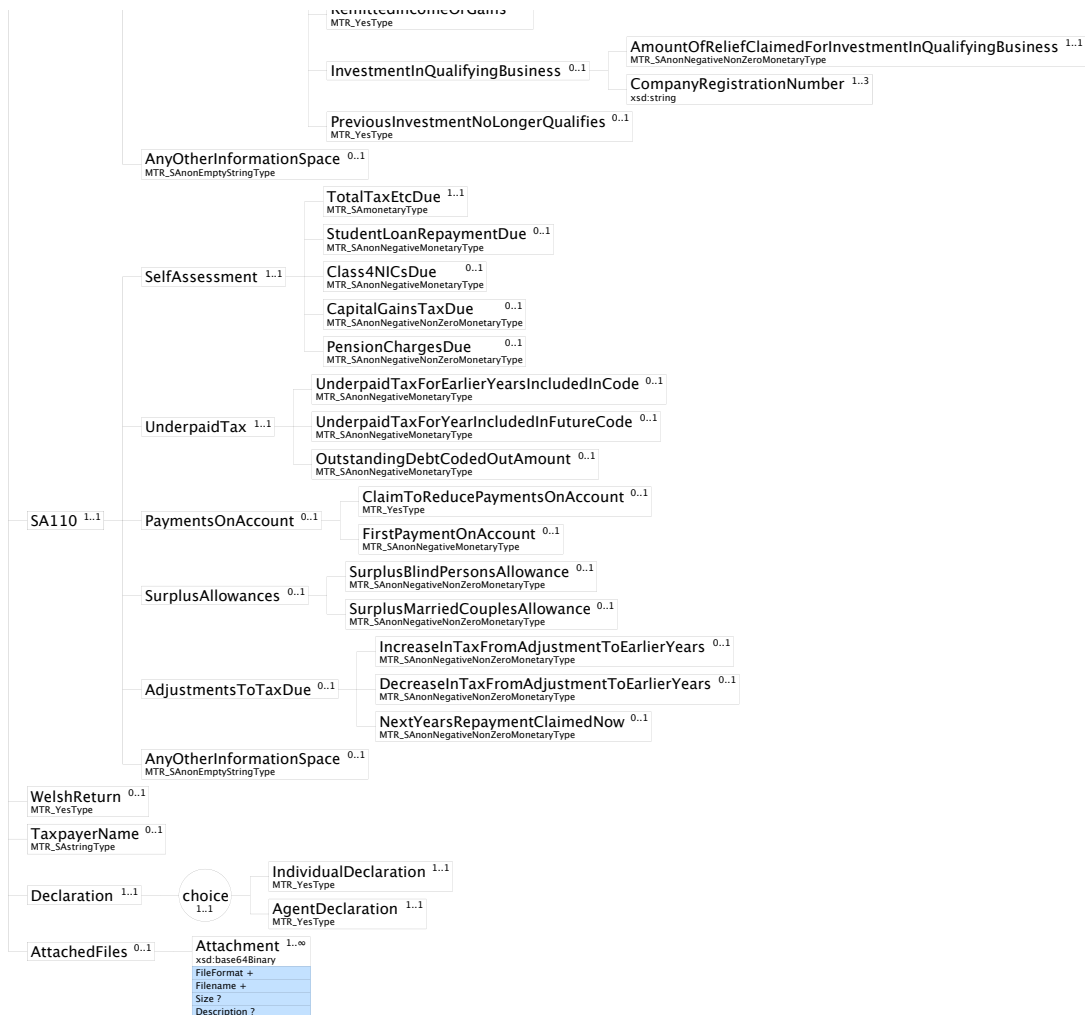 RemittedIncomeOrGains
MTR_YesType
InvestmentInQualifyingBusiness 0..1
AmountOfReliefClaimedForInvestmentInQualifyingBusiness 1..1
MTR_SAnonNegativeNonZeroMonetaryType
CompanyRegistrationNumber 1..3
xsd:string
PreviousInvestmentNoLongerQualifies 0..1
MTR_YesType
AnyOtherInformationSpace 0..1
MTR_SAnonEmptyStringType
SA110 1..1
SelfAssessment 1..1
TotalTaxEtcDue 1..1
MTR_SAmonetaryType
StudentLoanRepaymentDue 0..1
MTR_SAnonNegativeMonetaryType
Class4NICsDue 0..1
MTR_SAnonNegativeMonetaryType
CapitalGainsTaxDue 0..1
MTR_SAnonNegativeNonZeroMonetaryType
PensionChargesDue 0..1
MTR_SAnonNegativeNonZeroMonetaryType
UnderpaidTax 1..1
UnderpaidTaxForEarlierYearsIncludedInCode 0..1
MTR_SAnonNegativeMonetaryType
UnderpaidTaxForYearIncludedInFutureCode 0..1
MTR_SAnonNegativeMonetaryType
OutstandingDebtCodedOutAmount 0..1
MTR_SAnonNegativeMonetaryType
PaymentsOnAccount 0..1
ClaimToReducePaymentsOnAccount 0..1
MTR_YesType
FirstPaymentOnAccount 0..1
MTR_SAnonNegativeMonetaryType
SurplusAllowances 0..1
SurplusBlindPersonsAllowance 0..1
MTR_SAnonNegativeNonZeroMonetaryType
SurplusMarriedCouplesAllowance 0..1
MTR_SAnonNegativeNonZeroMonetaryType
AdjustmentsToTaxDue 0..1
IncreaseInTaxFromAdjustmentToEarlierYears 0..1
MTR_SAnonNegativeNonZeroMonetaryType
DecreaseInTaxFromAdjustmentToEarlierYears 0..1
MTR_SAnonNegativeNonZeroMonetaryType
NextYearsRepaymentClaimedNow 0..1
MTR_SAnonNegativeNonZeroMonetaryType
AnyOtherInformationSpace 0..1
MTR_SAnonEmptyStringType
WelshReturn 0..1
MTR_YesType
TaxpayerName 0..1
MTR_SAstringType
Declaration 1..1
choice
1..1
IndividualDeclaration 1..1
MTR_YesType
AgentDeclaration 1..1
MTR_YesType
AttachedFiles 0..1
Attachment 1..∞
xsd:base64Binary
FileFormat +
Filename +
Size ?
Description ?